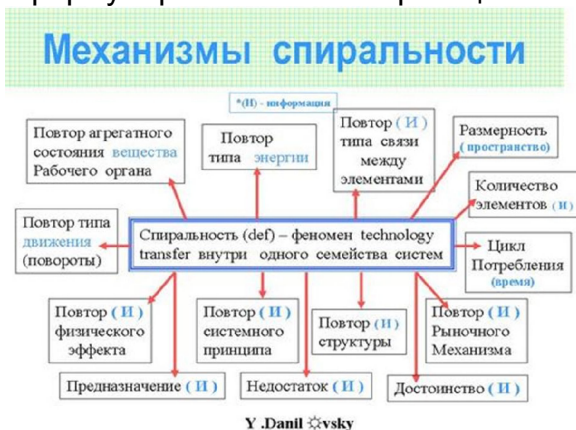 Механизмы спиральности
*(И) - информация
Повтор агрегатного
состояния вещества
Рабочего органа
Повтор
типа энергии
Повтор ( И )
типа связи
между
элементами
Размерность
( пространство)
Количество
элементов ( и )
Повтор типа
движения
(повороты)
Спиральность (def) – феномен technology
transfer внутри одного семейства систем
Цикл
Потребления
(время)
Повтор ( И )
физического
эффекта
Повтор ( И )
системного
принципа
Повтор (И)
структуры
Повтор ( И )
Рыночного
Механизма
Предназначение ( И )
Недостаток ( И )
Достоинство ( И )
Y .Danil ☼vsky